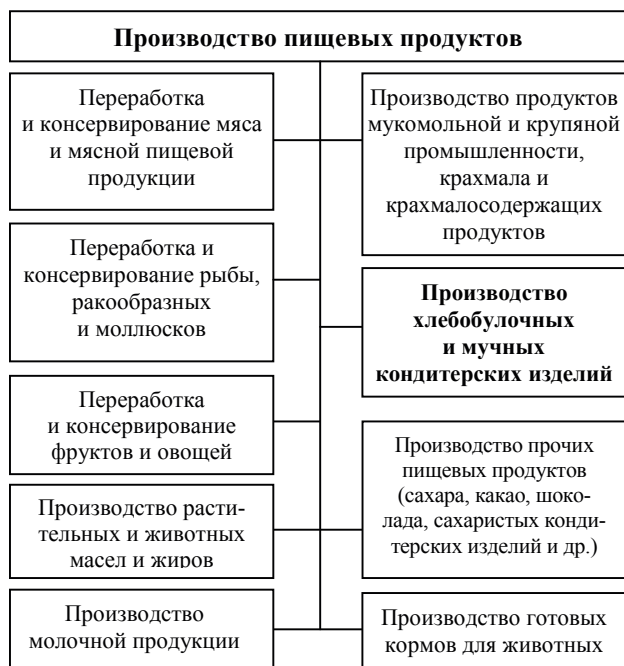 Производство пищевых продуктов
Переработка
и консервирование мяса
и мясной пищевой
продукции
Переработка и
консервирование рыбы,
ракообразных
и моллюсков
Переработка
и консервирование
фруктов и овощей
Производство расти-
тельных и животных
масел и жиров
Производство
молочной продукции
Производство продуктов
мукомольной и крупяной
промышленности,
крахмала и
крахмалосодержащих
продуктов
Производство
хлебобулочных
и мучных
кондитерских изделий
Производство прочих
пищевых продуктов
(сахара, какао, шоко-
лада, сахаристых конди-
терских изделий и др.)
Производство готовых
кормов для животных